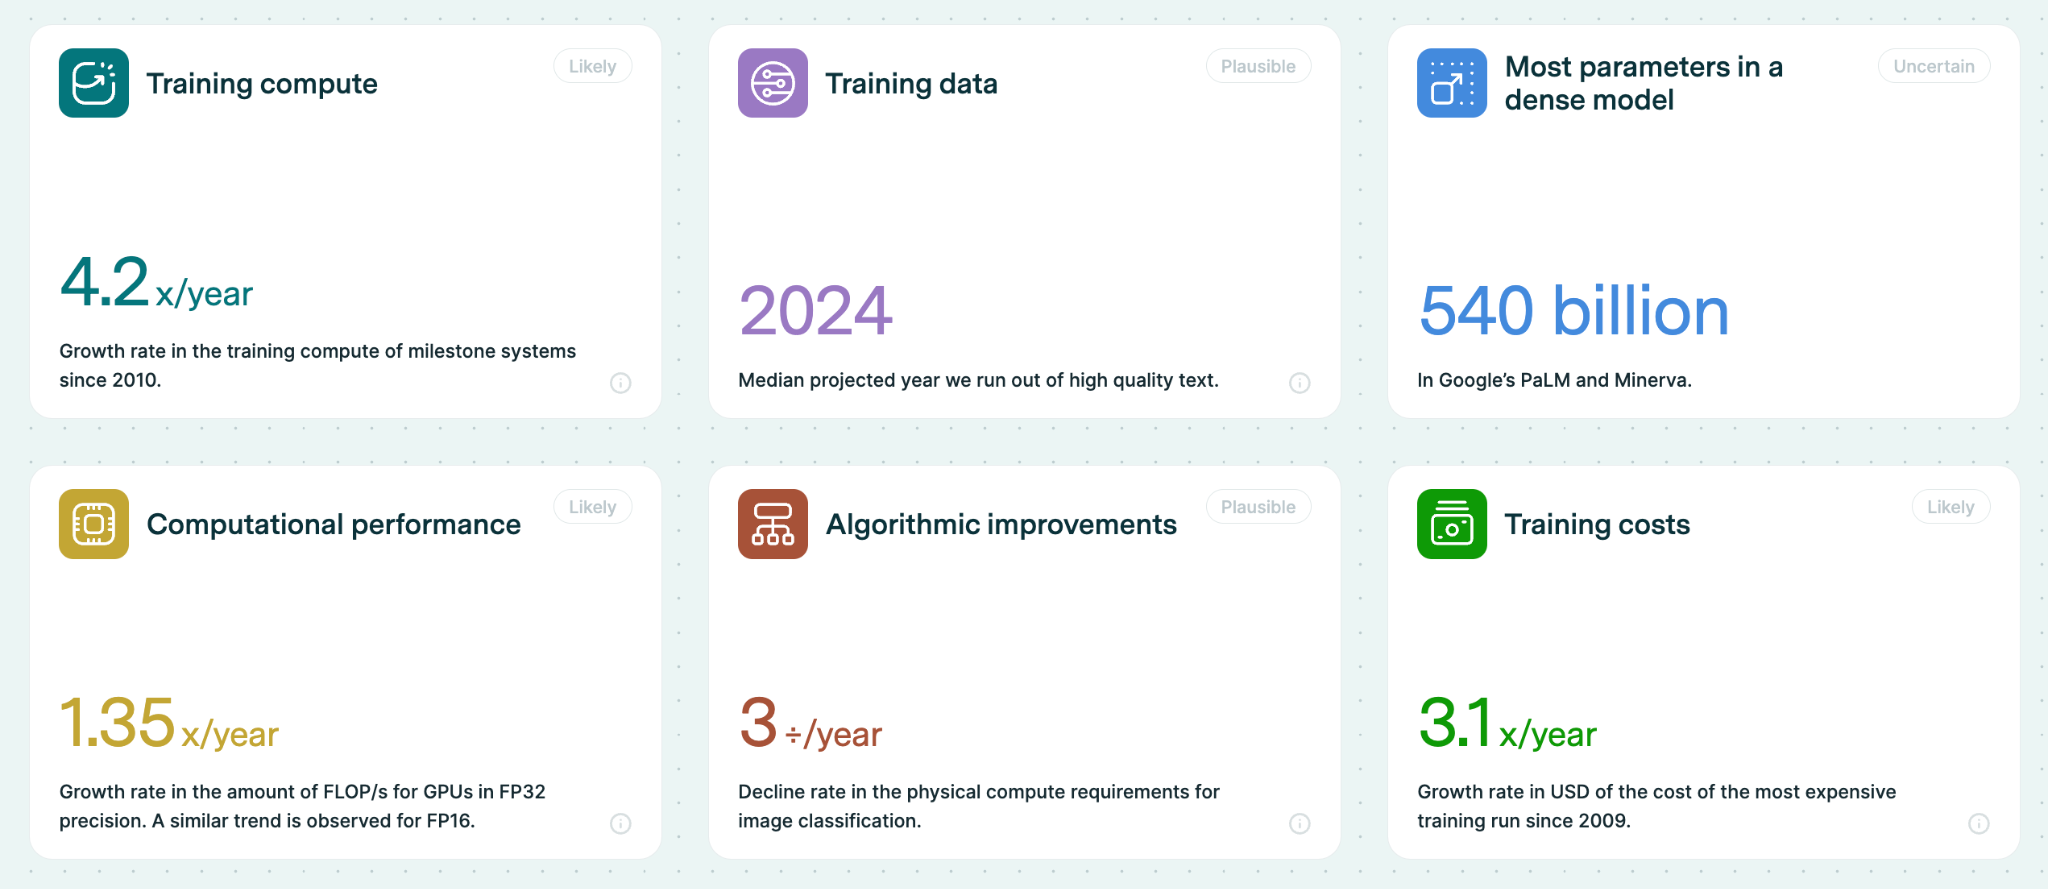 Training compute
Likely
4.2 x/year
Growth rate in the training compute of milestone systems
since 2010.
Training data
Plausible
2024
Median projected year we run out of high quality text.
Most parameters in a
dense model
Uncertain
540 billion
In Google’s PaLM and Minerva.
Computational performance
Likely
1.35 x/year
Growth rate in the amount of FLOP/s for GPUs in FP32
precision. A similar trend is observed for FP16.
Algorithmic improvements
Plausible
3 ÷/year
Decline rate in the physical compute requirements for
image classification.
Training costs
Likely
3.1 x/year
Growth rate in USD of the cost of the most expensive
training run since 2009.